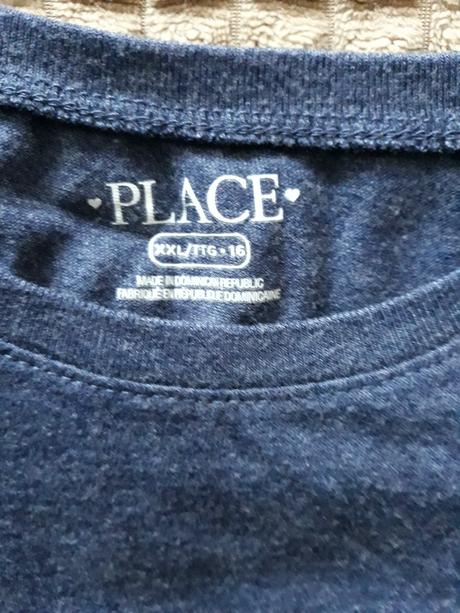 PLACE
XXL/TTG • 16
MADE IN DOMINICAN REPUBLIC
FABRIQUÉ EN RÉPUBLIQUE DOMINICAINE